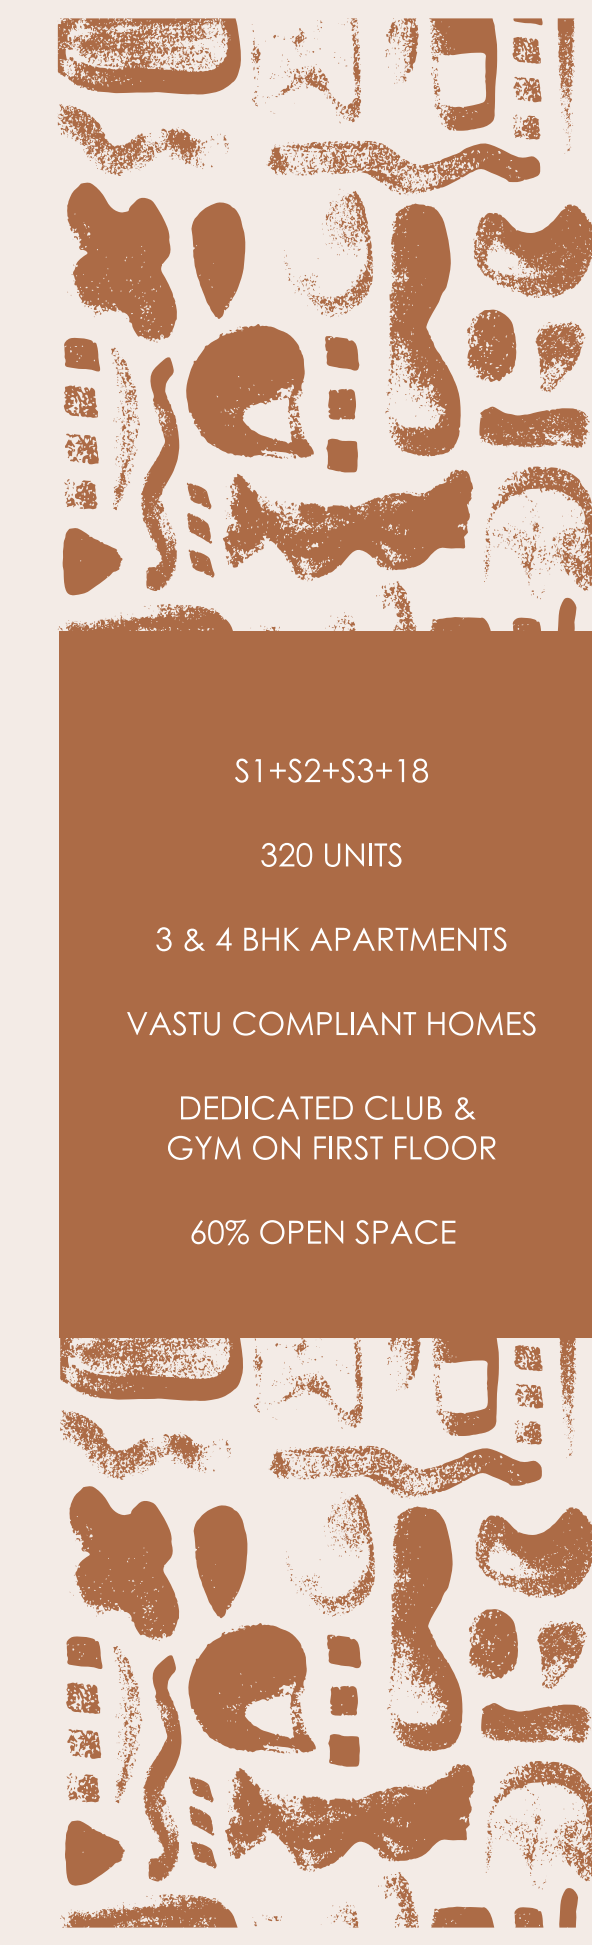 S1+S2+S3+18
320 UNITS
3 & 4 BHK APARTMENTS
VASTU COMPLIANT HOMES
DEDICATED CLUB &
GYM ON FIRST FLOOR
60% OPEN SPACE